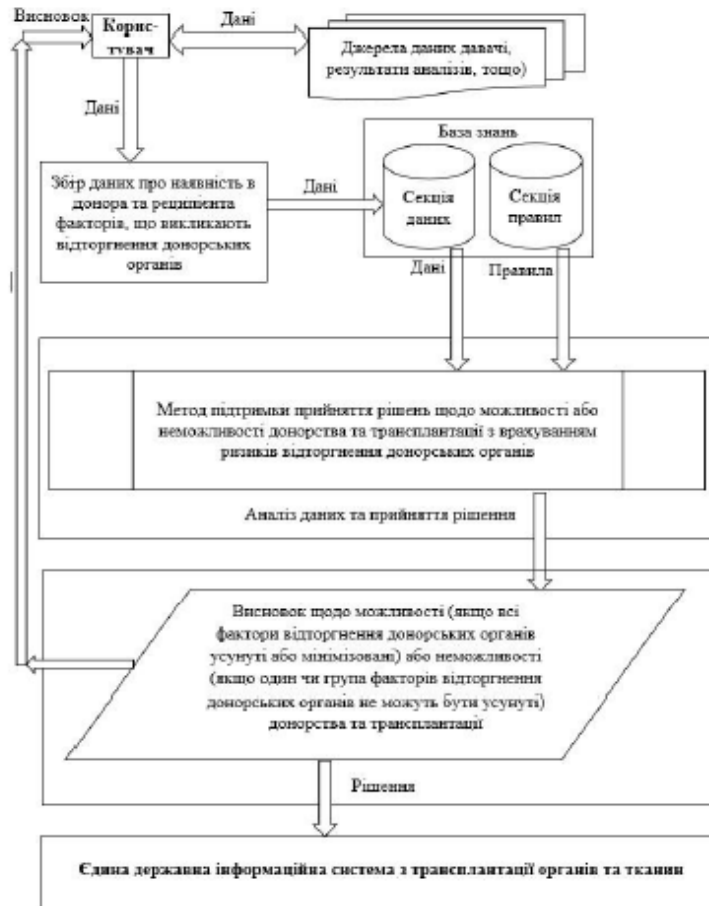 Висновок
Корис-
тувач
Дані
Джерела даних давачі,
результати аналізів, тощо)
Дані
База знань
Збір даних про наявність в
донора та реципієнта
факторів, що викликають
відторгнення донорських
органів
Дані
Секція
даних
Секція
правил
Дані
Правила
Метод підтримки прийняття рішень щодо можливості або
неможливості донорства та трансплантації з врахуванням
ризиків відторгнення донорських органів
Аналіз даних та прийняття рішення
Висновок щодо можливості (якщо всі
фактори відторгнення донорських органів
усунуті або мінімізовані) або неможливості
(якщо один чи група факторів відторгнення
донорських органів не можуть бути усунуті)
донорства та трансплантації
Рішення
Єдина державна інформаційна система з трансплантації органів та тканин